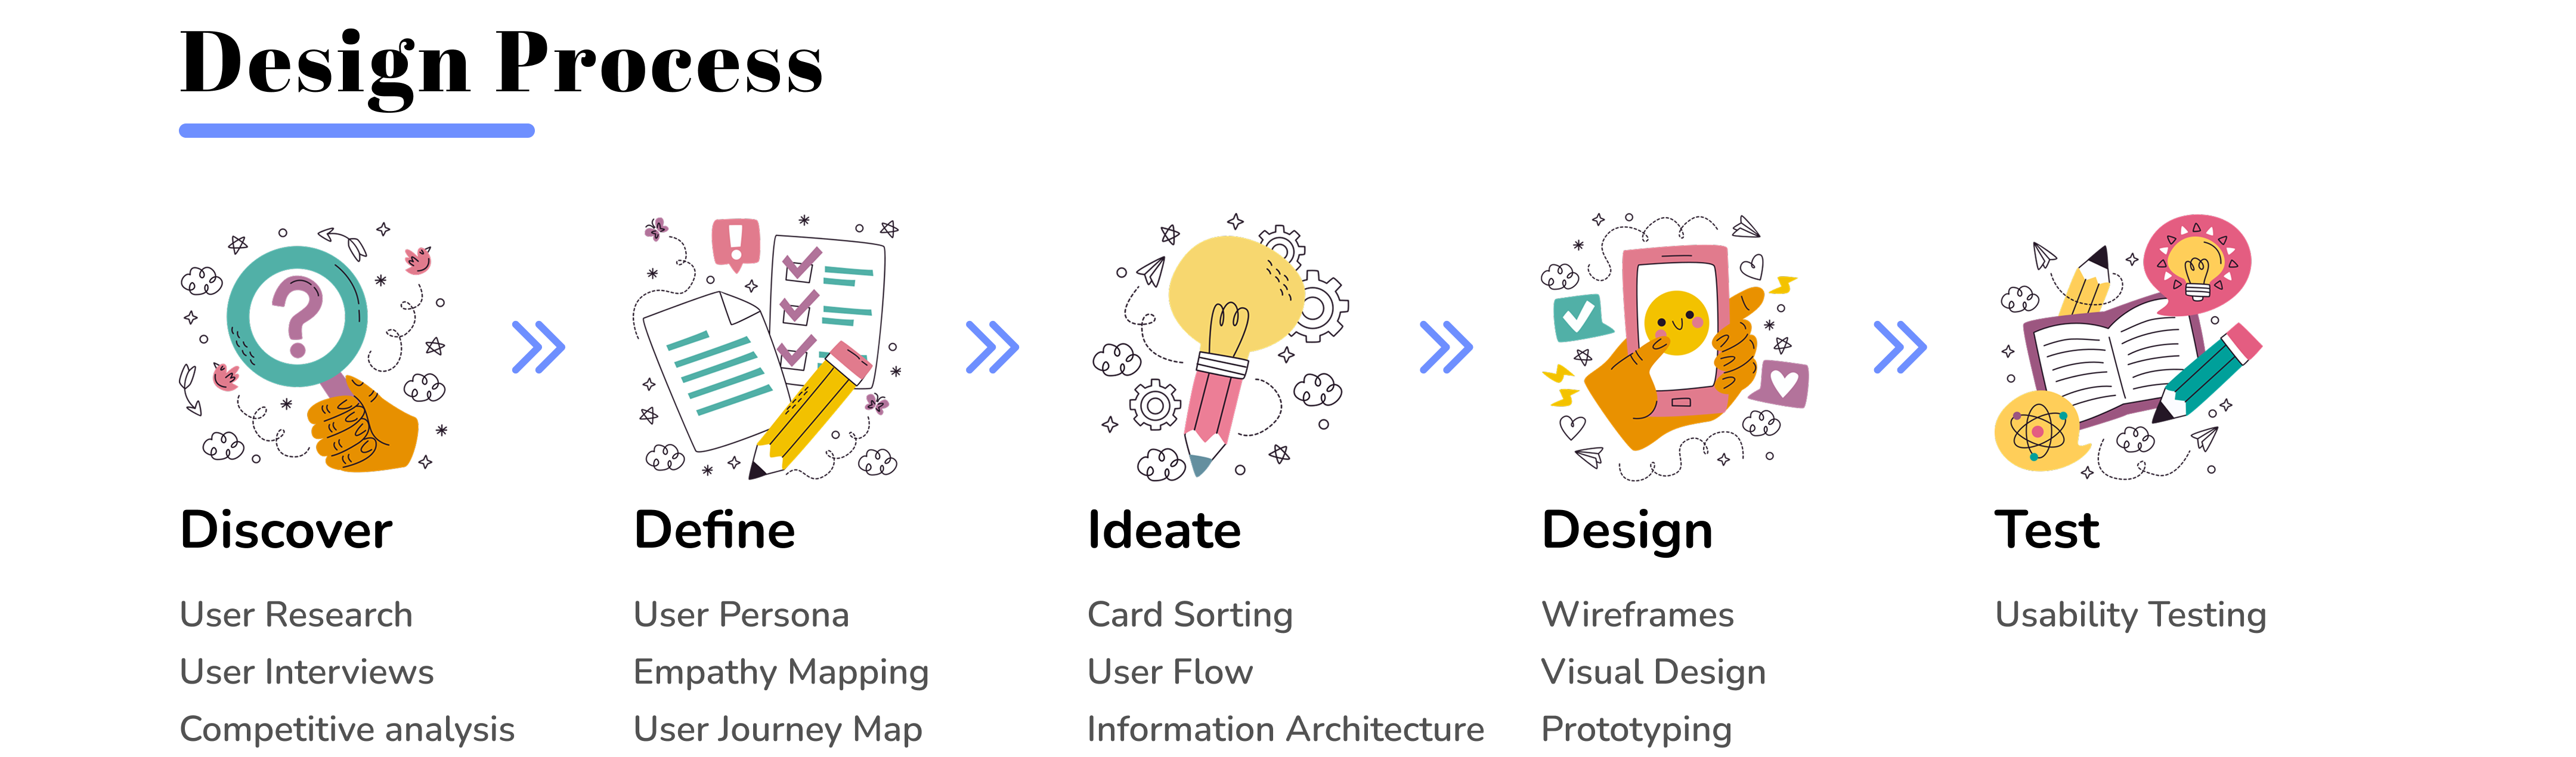 Design Process
Discover
User Research
User Interviews
Competitive analysis
Define
User Persona
Empathy Mapping
User Journey Map
Ideate
Card Sorting
User Flow
Information Architecture
Design
Wireframes
Visual Design
Prototyping
Test
Usability Testing